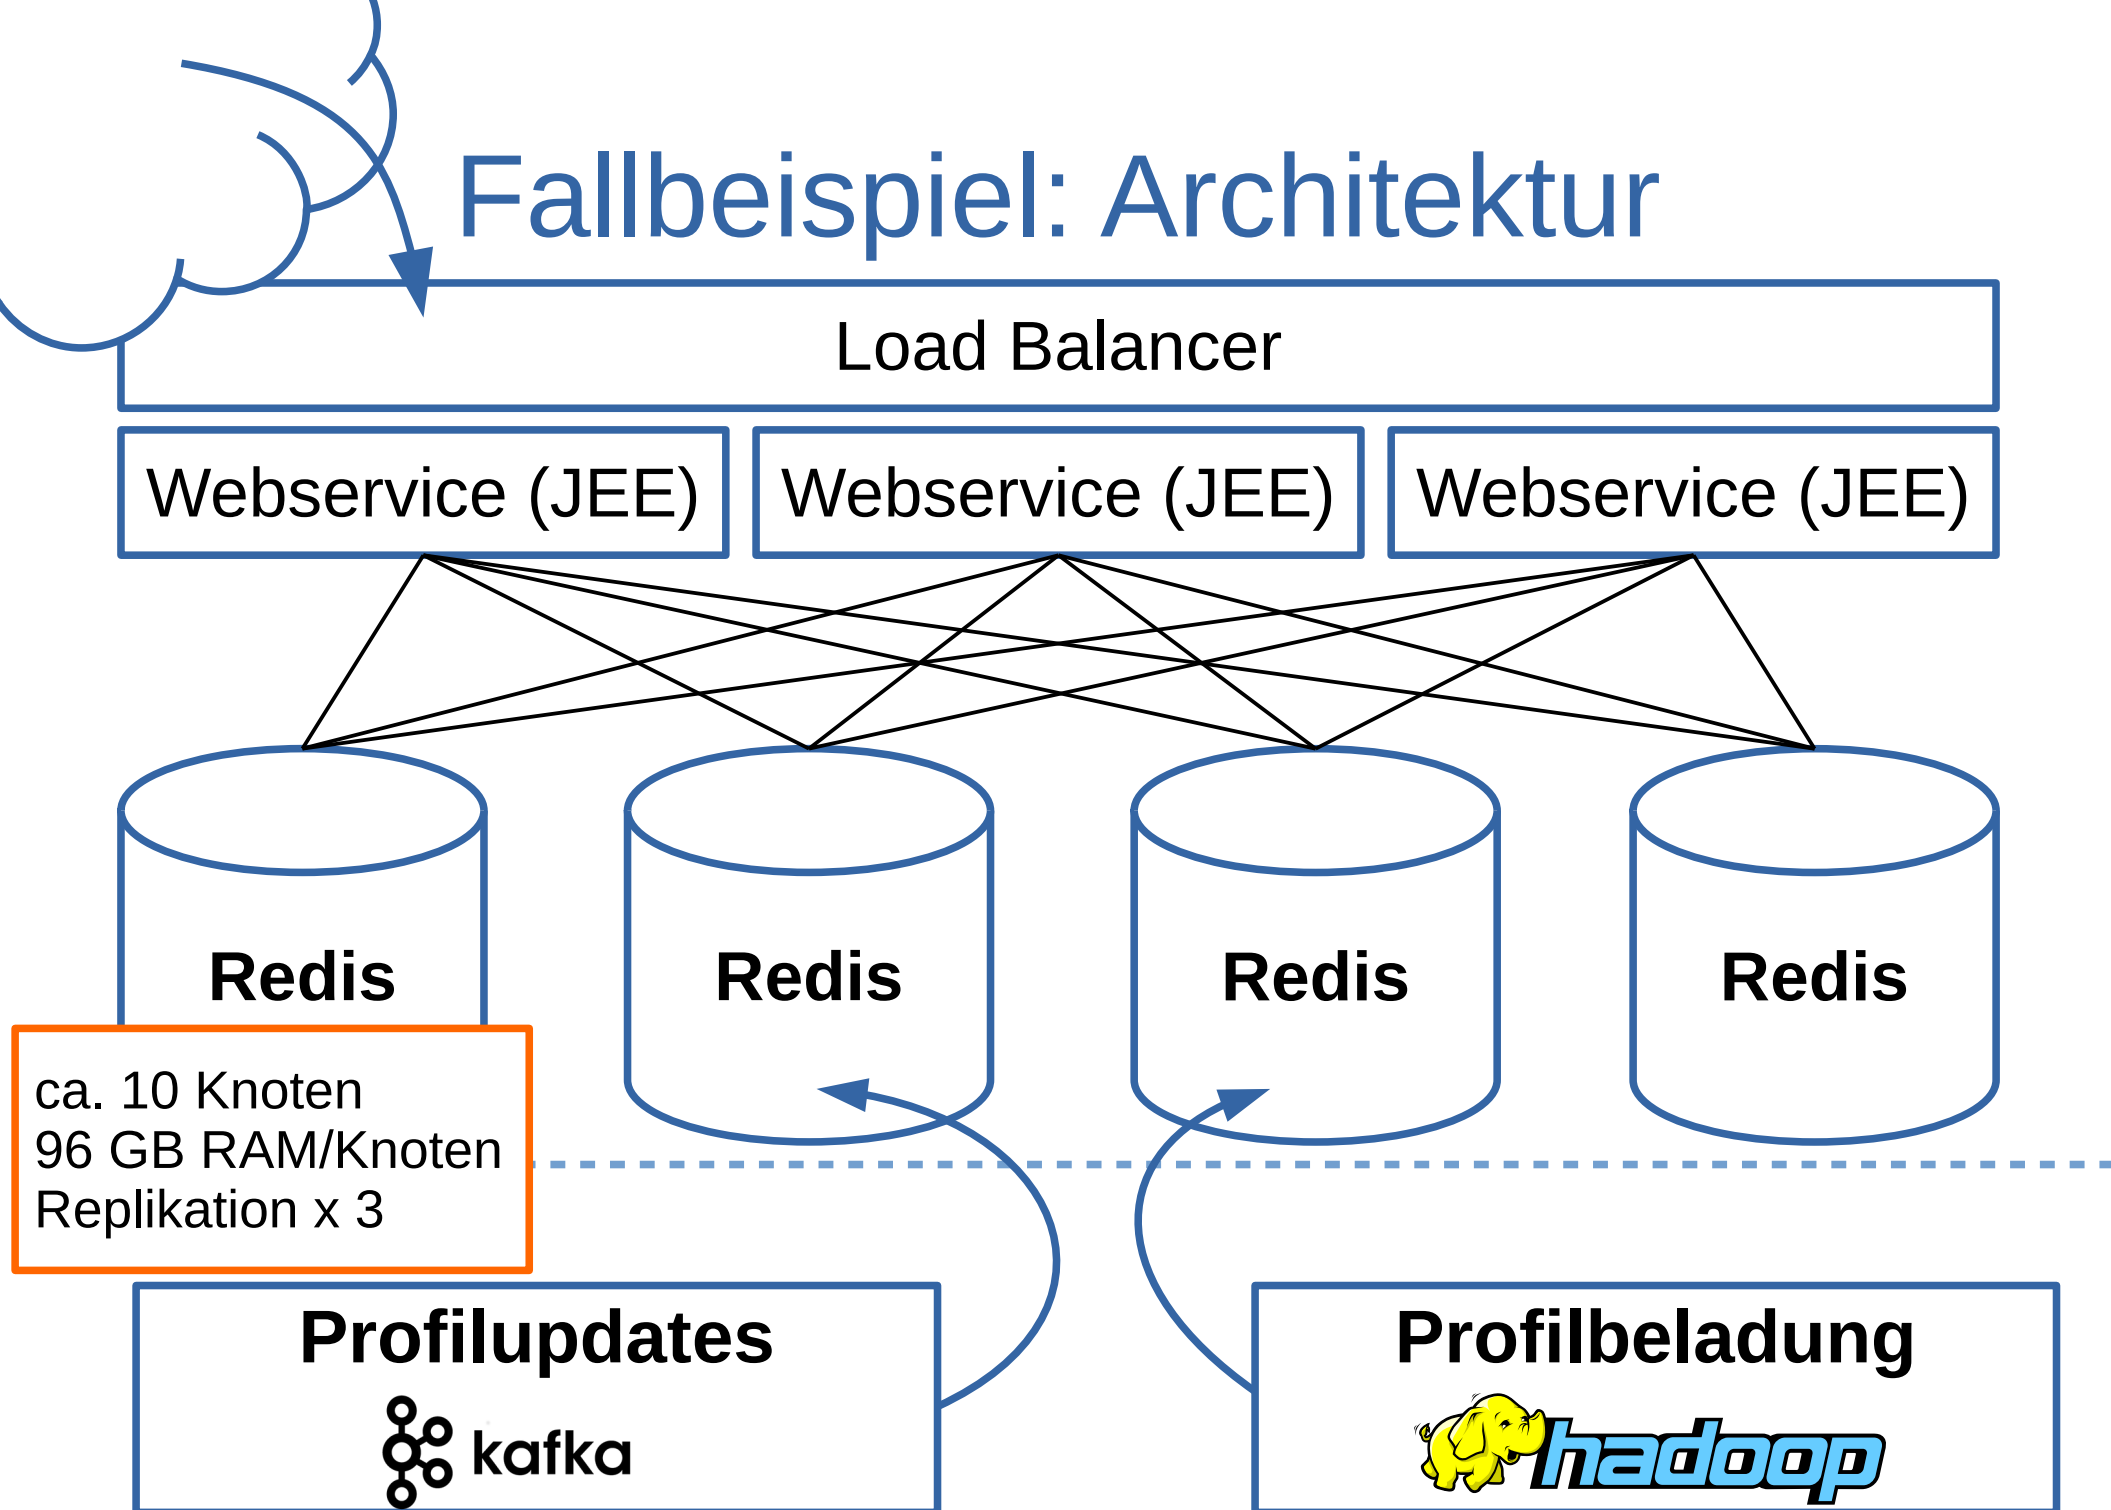 Fallbeispiel: Architektur
Load Balancer
Webservice (JEE)
Webservice (JEE)
Webservice (JEE)
Redis
Redis
Redis
Redis
ca. 10 Knoten
96 GB RAM/Knoten
Replikation x 3
Profilupdates
kafka
Profilbeladung
hadoop